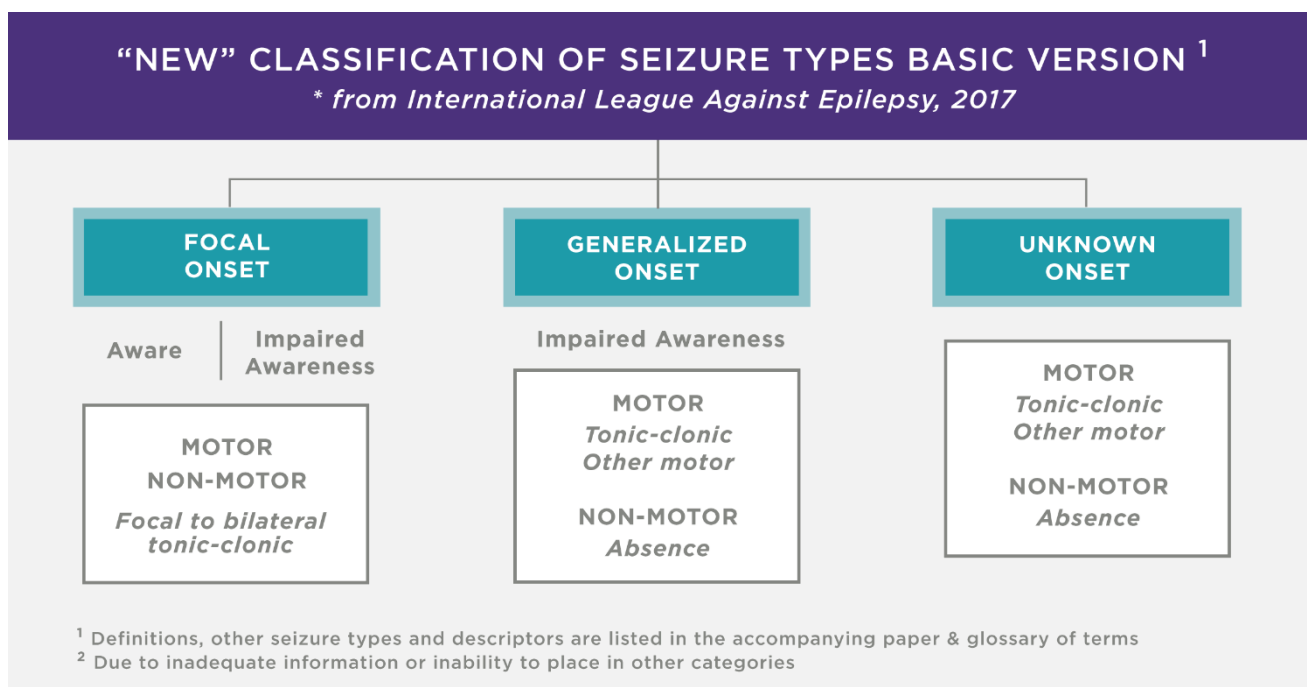 “NEW” CLASSIFICATION OF SEIZURE TYPES BASIC VERSION 1
* from International League Against Epilepsy, 2017
FOCAL
ONSET
Aware
Impaired
Awareness
MOTOR
NON-MOTOR
Focal to bilateral
tonic-clonic
GENERALIZED
ONSET
Impaired Awareness
MOTOR
Tonic-clonic
Other motor
NON-MOTOR
Absence
UNKNOWN
ONSET
MOTOR
Tonic-clonic
Other motor
NON-MOTOR
Absence
1 Definitions, other seizure types and descriptors are listed in the accompanying paper & glossary of terms
2 Due to inadequate information or inability to place in other categories